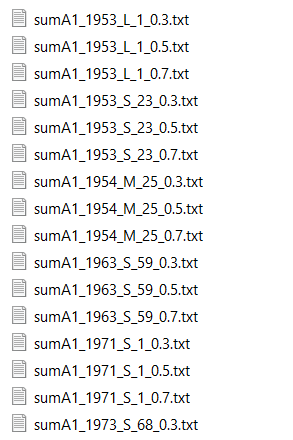 sumA1_1953_L_1_0.3.txt
sumA1_1953_L_1_0.5.txt
sumA1_1953_L_1_0.7.txt
sumA1_1953_S_23_0.3.txt
sumA1_1953_S_23_0.5.txt
sumA1_1953_S_23_0.7.txt
sumA1_1954_M_25_0.3.txt
sumA1_1954_M_25_0.5.txt
sumA1_1954_M_25_0.7.txt
sumA1_1963_S_59_0.3.txt
sumA1_1963_S_59_0.5.txt
sumA1_1963_S_59_0.7.txt
sumA1_1971_S_1_0.3.txt
sumA1_1971_S_1_0.5.txt
sumA1_1971_S_1_0.7.txt
sumA1_1973_S_68_0.3.txt